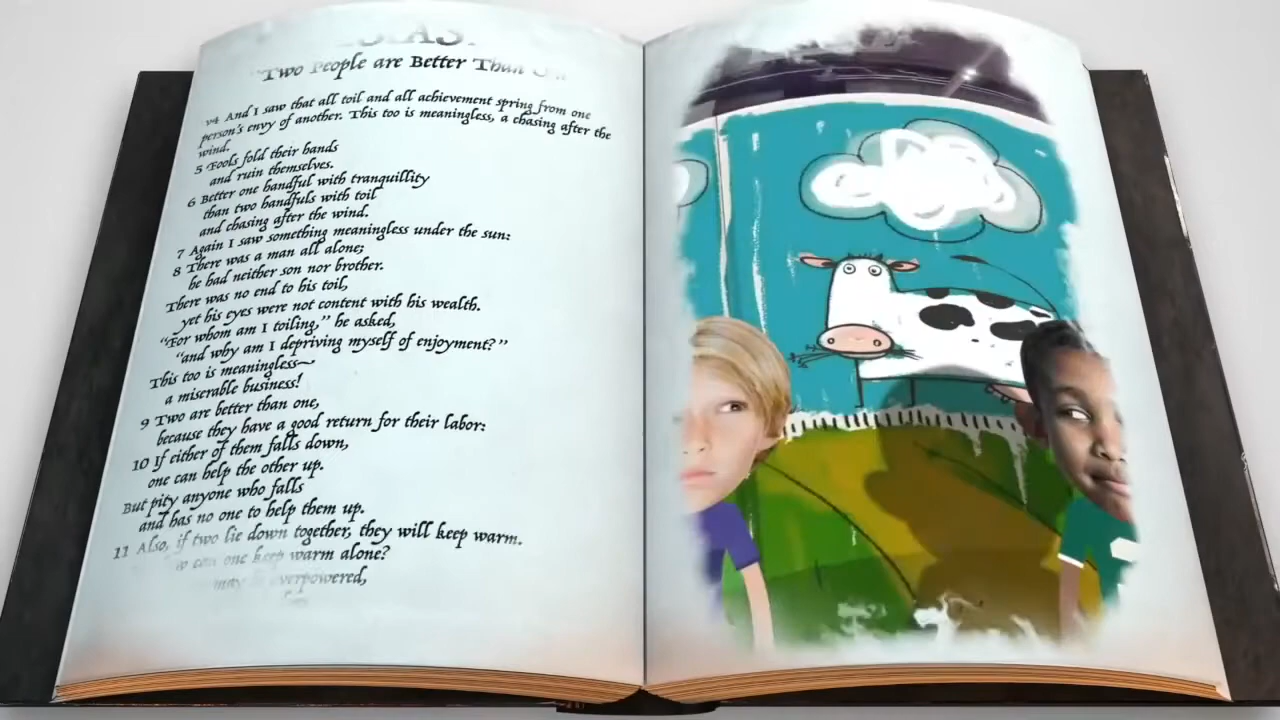 "Two People are Better Than
v4 And I saw that all toil and all achievement spring from one
person's envy of another. This too is meaningless, a chasing after the
wind.
5 Fools fold their hands
and ruin themselves.
6 Better one handful with tranquillity
than two handfuls with toil
and chasing after the wind.
7 Again I saw something meaningless under the sun:
8 There was a man all alone;
he had neither son nor brother.
There was no end to his toil,
yet his eyes were not content with his wealth.
"For whom am I toiling," he asked,
"and why am I depriving myself of enjoyment?"
This too is meaningless~
a miserable business!
9 Two are better than one,
because they have a good return for their labor:
10 If either of them falls down,
one can help the other up.
But pity anyone who falls
and has no one to help them up.
11 Also, if two lie down together, they will keep warm.
can one keep warm alone?
may be overpowered,